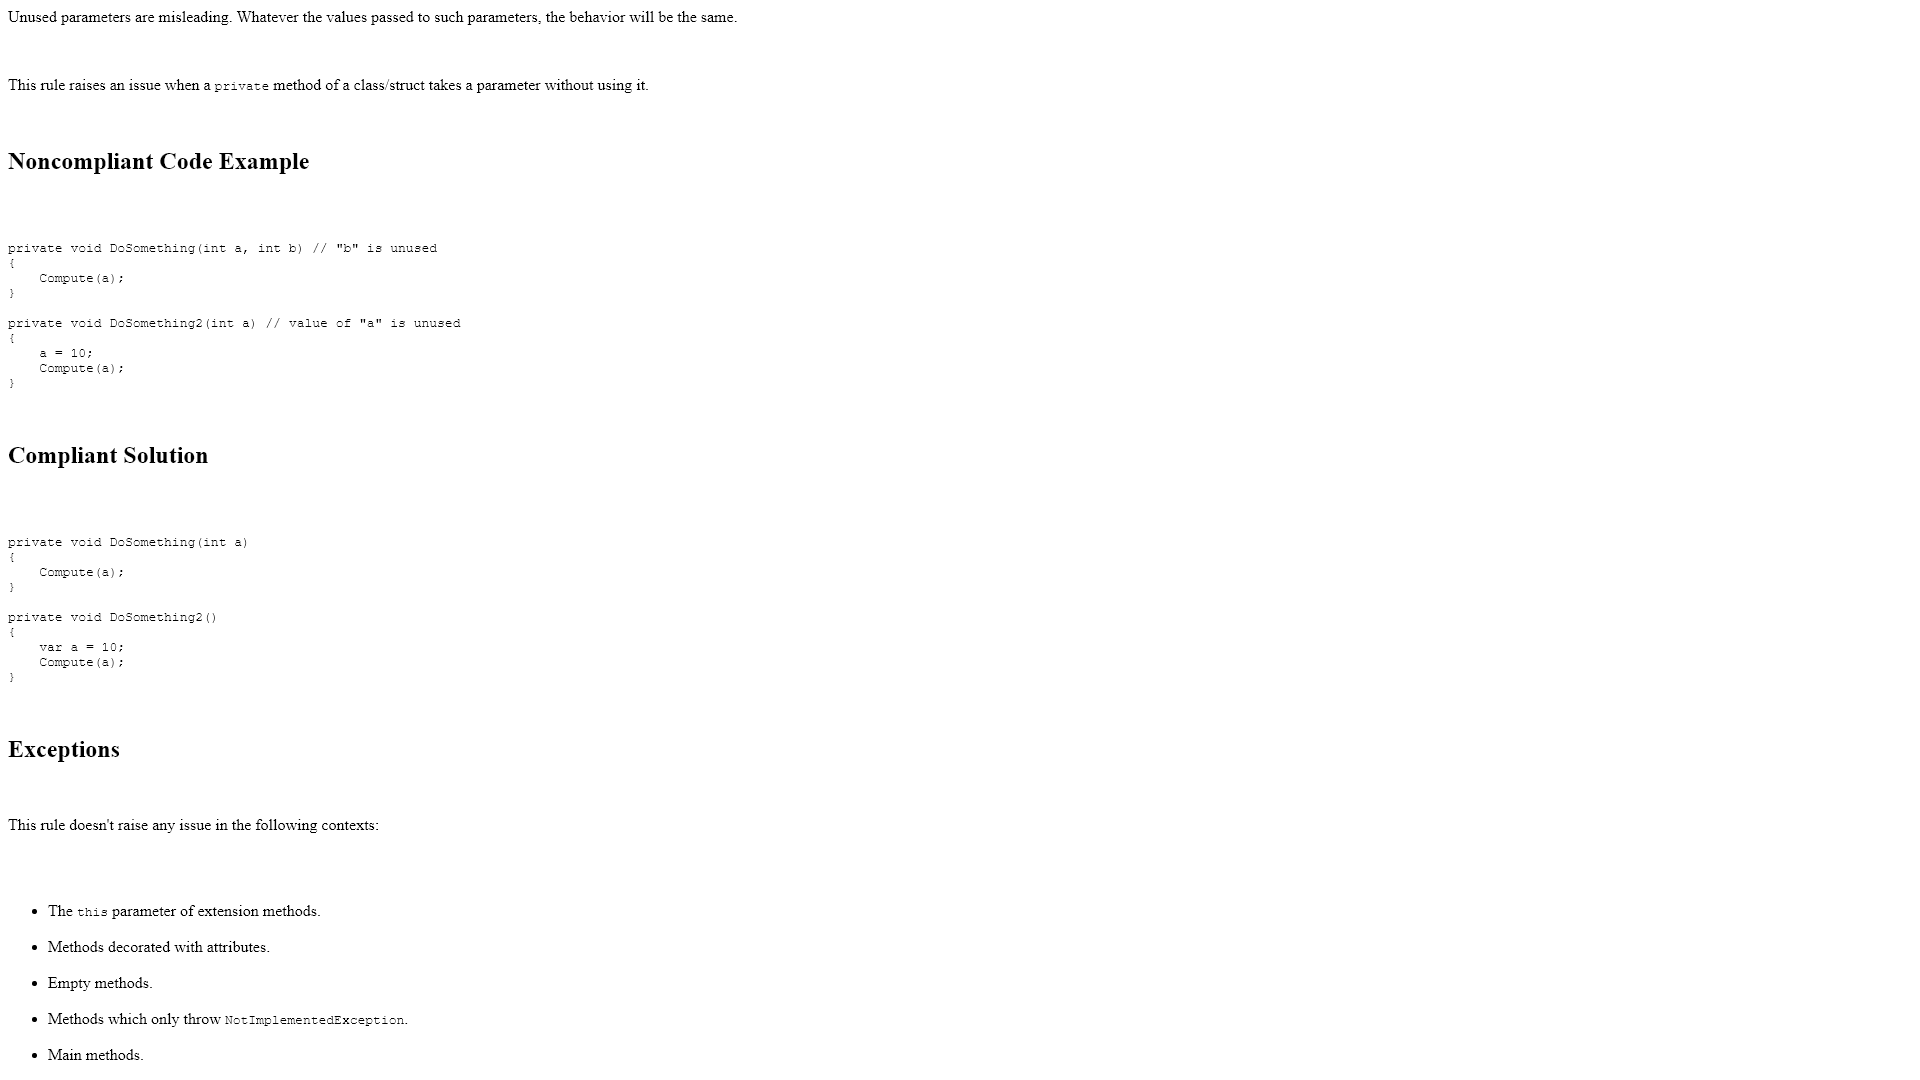 Unused parameters are misleading. Whatever the values passed to such parameters, the behavior will be the same.
This rule raises an issue when a private method of a class/struct takes a parameter without using it.
Noncompliant Code Example
private void DoSomething(int a, int b) // "b" is unused
{
    Compute(a);
}
private void DoSomething2(int a) // value of "a" is unused
{
    a = 10;
    Compute(a);
}
Compliant Solution
private void DoSomething(int a)
{
    Compute(a);
}
private void DoSomething2()
{
    var a = 10;
    Compute(a);
}
Exceptions
This rule doesn't raise any issue in the following contexts:
• The this parameter of extension methods.
• Methods decorated with attributes.
• Empty methods.
• Methods which only throw NotImplementedException.
• Main methods.